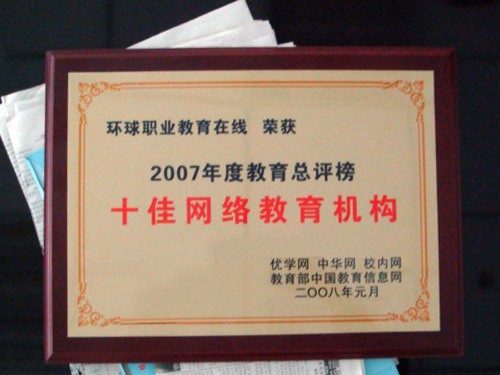 环球职业教育在线 荣获
2007年度教育总评榜
十佳网络教育机构
优学网 中华网 校内网
教育部中国教育信息网
二〇〇八年元月